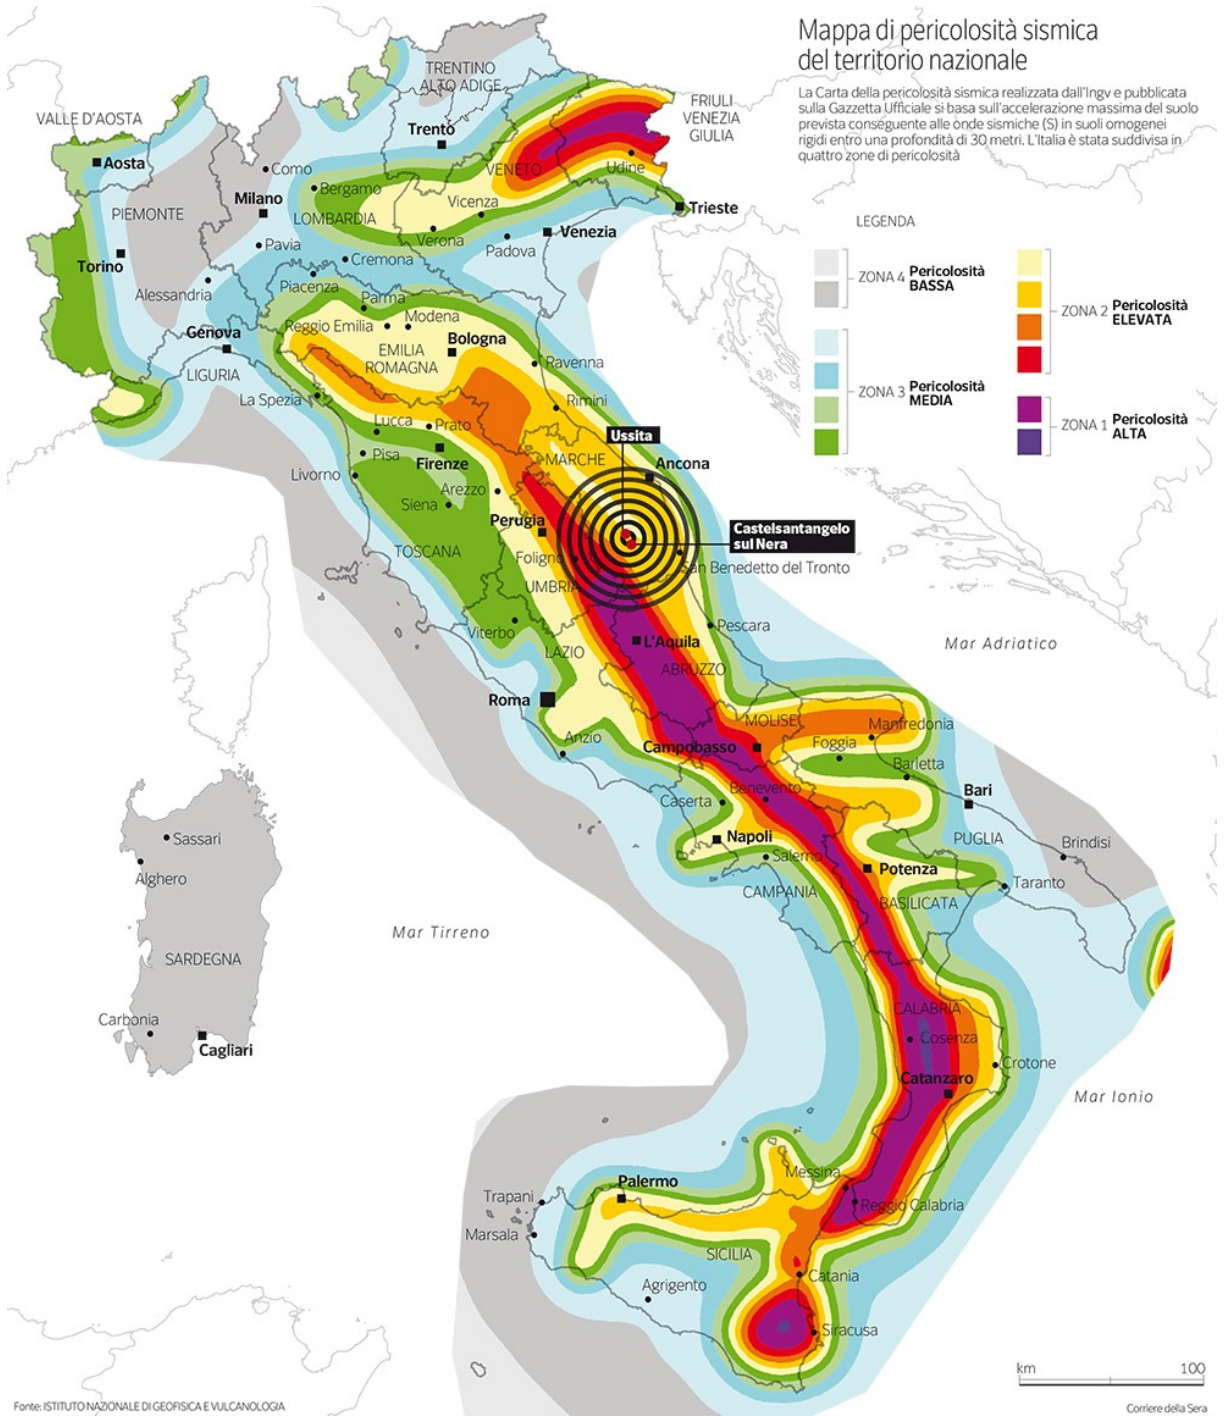 Mappa di pericolosità sismica
del territorio nazionale
La Carta della pericolosità sismica realizzata dall'Ingv e pubblicata
sulla Gazzetta Ufficiale si basa sull'accelerazione massima del suolo
prevista conseguente alle onde sismiche (S) in suoli omogenei
rigidi entro una profondità di 30 metri. L'Italia è stata suddivisa in
quattro zone di pericolosità
LEGENDA
ZONA 4 Pericolosità
BASSA
ZONA 3 Pericolosità
MEDIA
ZONA 2 Pericolosità
ELEVATA
ZONA 1 Pericolosità
ALTA
TRENTINO
ALTO ADIGE
FRIULI
VENEZIA
GIULIA
VALLE D'AOSTA
Trento
Aosta
Como
VENETO
Udine
Bergamo
Milano
PIEMONTE
LOMBARDIA
Vicenza
Trieste
Verona
Padova
Venezia
Pavia
Torino
Cremona
Alessandria
Piacenza
Parma
Reggio Emilia
Modena
Genova
Bologna
EMILIA
ROMAGNA
Ravenna
LIGURIA
La Spezia
Rimini
Lucca
Prato
Ussita
Pisa
Firenze
MARCHE
Ancona
Livorno
Arezzo
Siena
Perugia
Castelsantangelo
sul Nera
TOSCANA
Foligno
San Benedetto del Tronto
UMBRIA
Viterbo
Pescara
L'Aquila
LAZIO
ABRUZZO
Mar Adriatico
Roma
MOLISE
Manfredonia
Anzio
Campobasso
Foggia
Barletta
Benevento
Caserta
Bari
Napoli
PUGLIA
Brindisi
Salerno
Potenza
Taranto
CAMPANIA
BASILICATA
Sassari
Alghero
Mar Tirreno
SARDEGNA
Carbonia
Cagliari
CALABRIA
Cosenza
Crotone
Catanzaro
Mar Ionio
Messina
Palermo
Trapani
Reggio Calabria
Marsala
SICILIA
Catania
Agrigento
Siracusa
km 100
Fonte: ISTITUTO NAZIONALE DI GEOFISICA E VULCANOLOGIA
Corriere della Sera